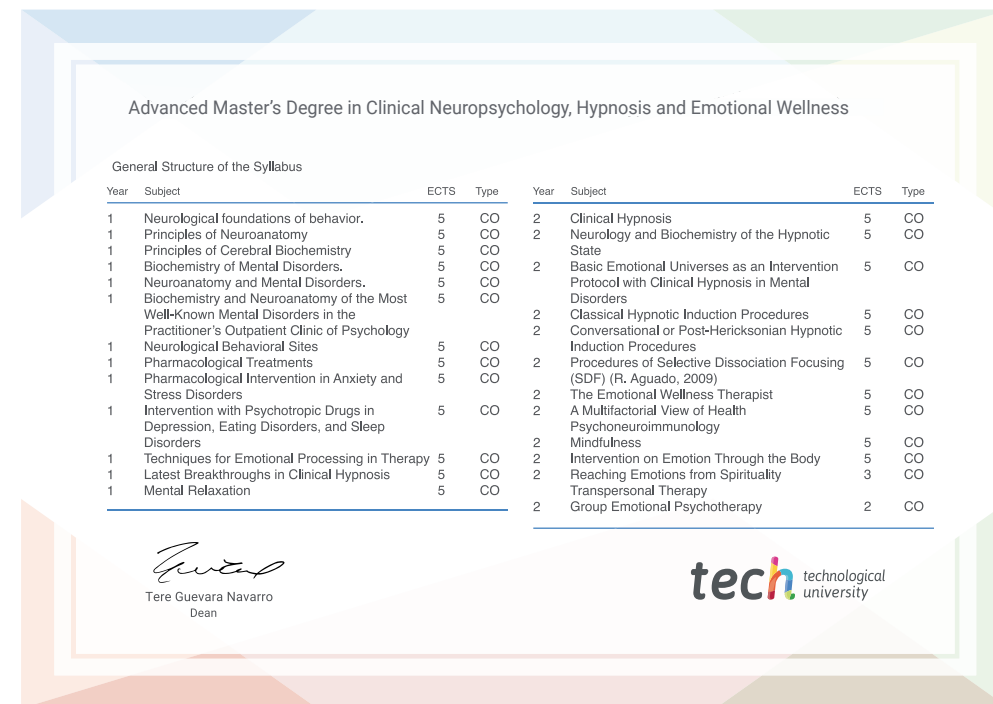 Advanced Master's Degree in Clinical Neuropsychology, Hypnosis and Emotional Wellness
General Structure of the Syllabus
Year Subject ECTS Type
1 Neurological foundations of behavior. 5 CO
1 Principles of Neuroanatomy 5 CO
1 Principles of Cerebral Biochemistry 5 CO
1 Biochemistry of Mental Disorders. 5 CO
1 Neuroanatomy and Mental Disorders. 5 CO
1 Biochemistry and Neuroanatomy of the Most 5 CO
Well-Known Mental Disorders in the
Practitioner's Outpatient Clinic of Psychology
1 Neurological Behavioral Sites 5 CO
1 Pharmacological Treatments 5 CO
1 Pharmacological Intervention in Anxiety and 5 CO
Stress Disorders
1 Intervention with Psychotropic Drugs in 5 CO
Depression, Eating Disorders, and Sleep
Disorders
1 Techniques for Emotional Processing in Therapy 5 CO
1 Latest Breakthroughs in Clinical Hypnosis 5 CO
1 Mental Relaxation 5 CO
Year Subject ECTS Type
2 Clinical Hypnosis 5 CO
2 Neurology and Biochemistry of the Hypnotic 5 CO
State
2 Basic Emotional Universes as an Intervention 5 CO
Protocol with Clinical Hypnosis in Mental
Disorders
2 Classical Hypnotic Induction Procedures 5 CO
2 Conversational or Post-Hericksonian Hypnotic 5 CO
Induction Procedures
2 Procedures of Selective Dissociation Focusing 5 CO
(SDF) (R. Aguado, 2009)
2 The Emotional Wellness Therapist 5 CO
2 A Multifactorial View of Health 5 CO
Psychoneuroimmunology
2 Mindfulness 5 CO
2 Intervention on Emotion Through the Body 5 CO
2 Reaching Emotions from Spirituality 3 CO
Transpersonal Therapy
2 Group Emotional Psychotherapy 2 CO
Tere Guevara Navarro
Dean
tech technological
university